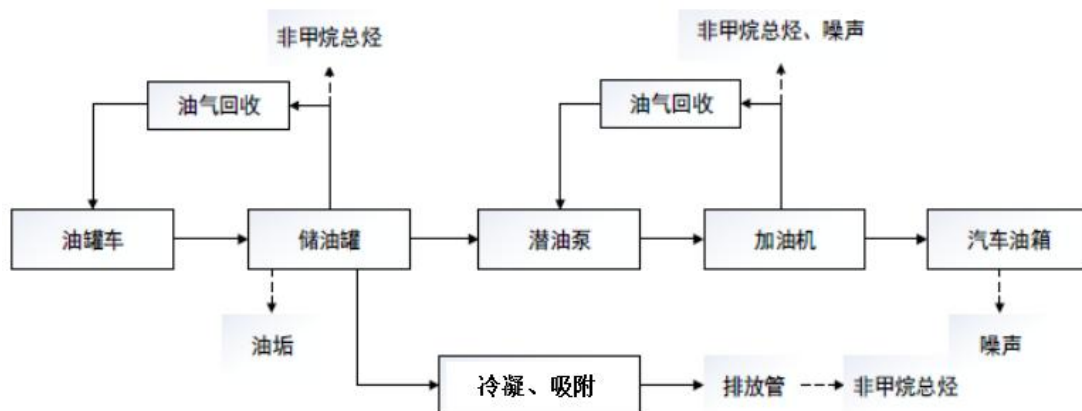 非甲烷总烃
非甲烷总烃、噪声
油气回收
油气回收
油罐车
储油罐
潜油泵
加油机
汽车油箱
油垢
噪声
冷凝、吸附
排放管
非甲烷总烃